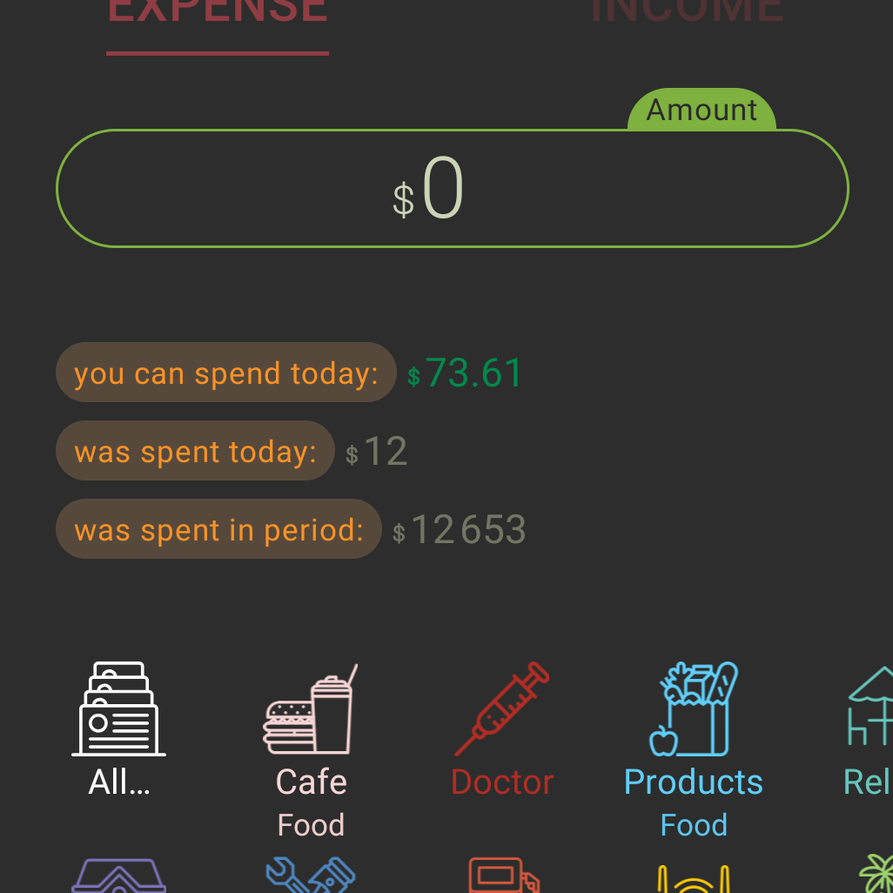 EXPENSE INCOME
Amount
$0
you can spend today: $73.61
was spent today: $12
was spent in period: $12 653
All... Cafe Doctor Products Rel
Food Food